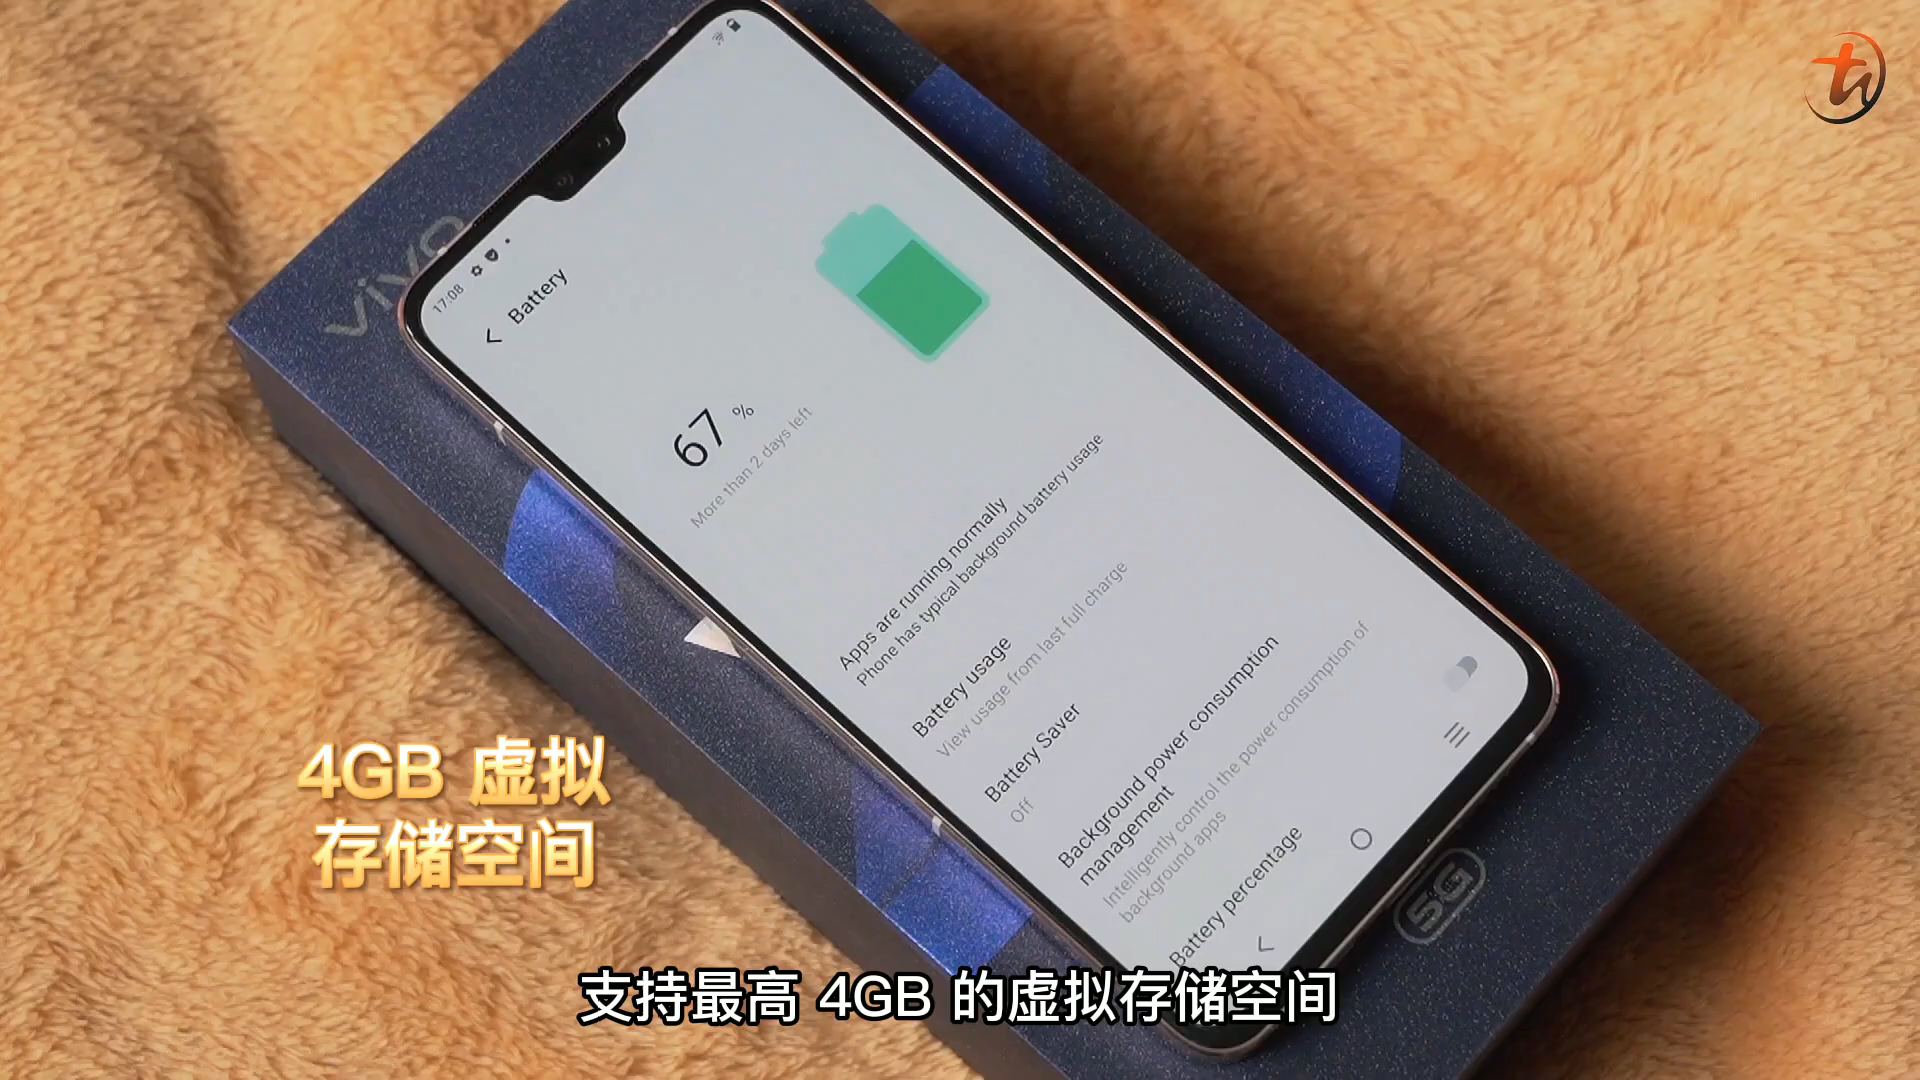 vivo
17:08
Battery
67 %
More than 2 days left
Apps are running normally
Phone has typical background battery usage
Battery usage
View usage from last full charge
Battery Saver
Off
Background power consumption
management
Intelligently control the power consumption of
background apps
Battery percentage
5G
4GB 虚拟
存储空间
支持最高 4GB 的虚拟存储空间